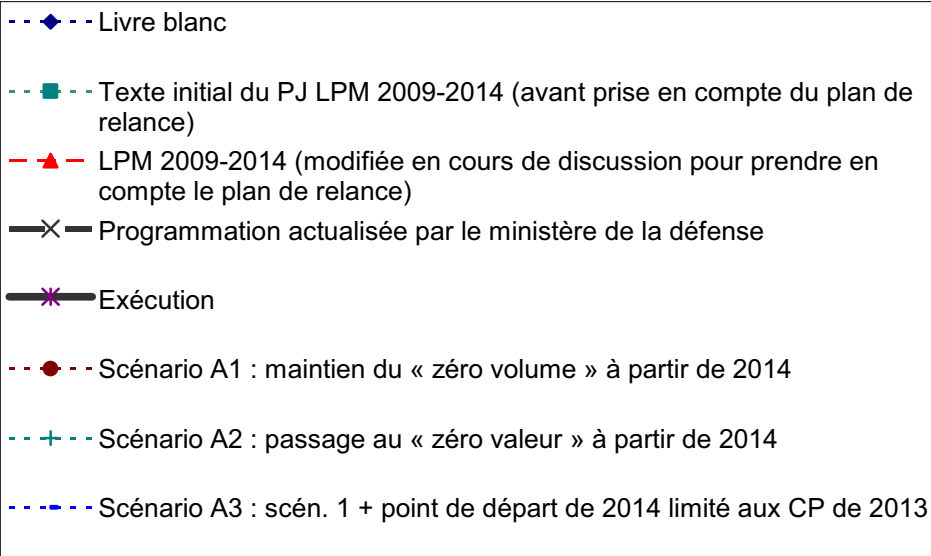 Livre blanc
Texte initial du PJ LPM 2009-2014 (avant prise en compte du plan de
relance)
LPM 2009-2014 (modifiée en cours de discussion pour prendre en
compte le plan de relance)
Programmation actualisée par le ministère de la défense
Exécution
Scénario A1 : maintien du « zéro volume » à partir de 2014
Scénario A2 : passage au « zéro valeur » à partir de 2014
Scénario A3 : scén. 1 + point de départ de 2014 limité aux CP de 2013